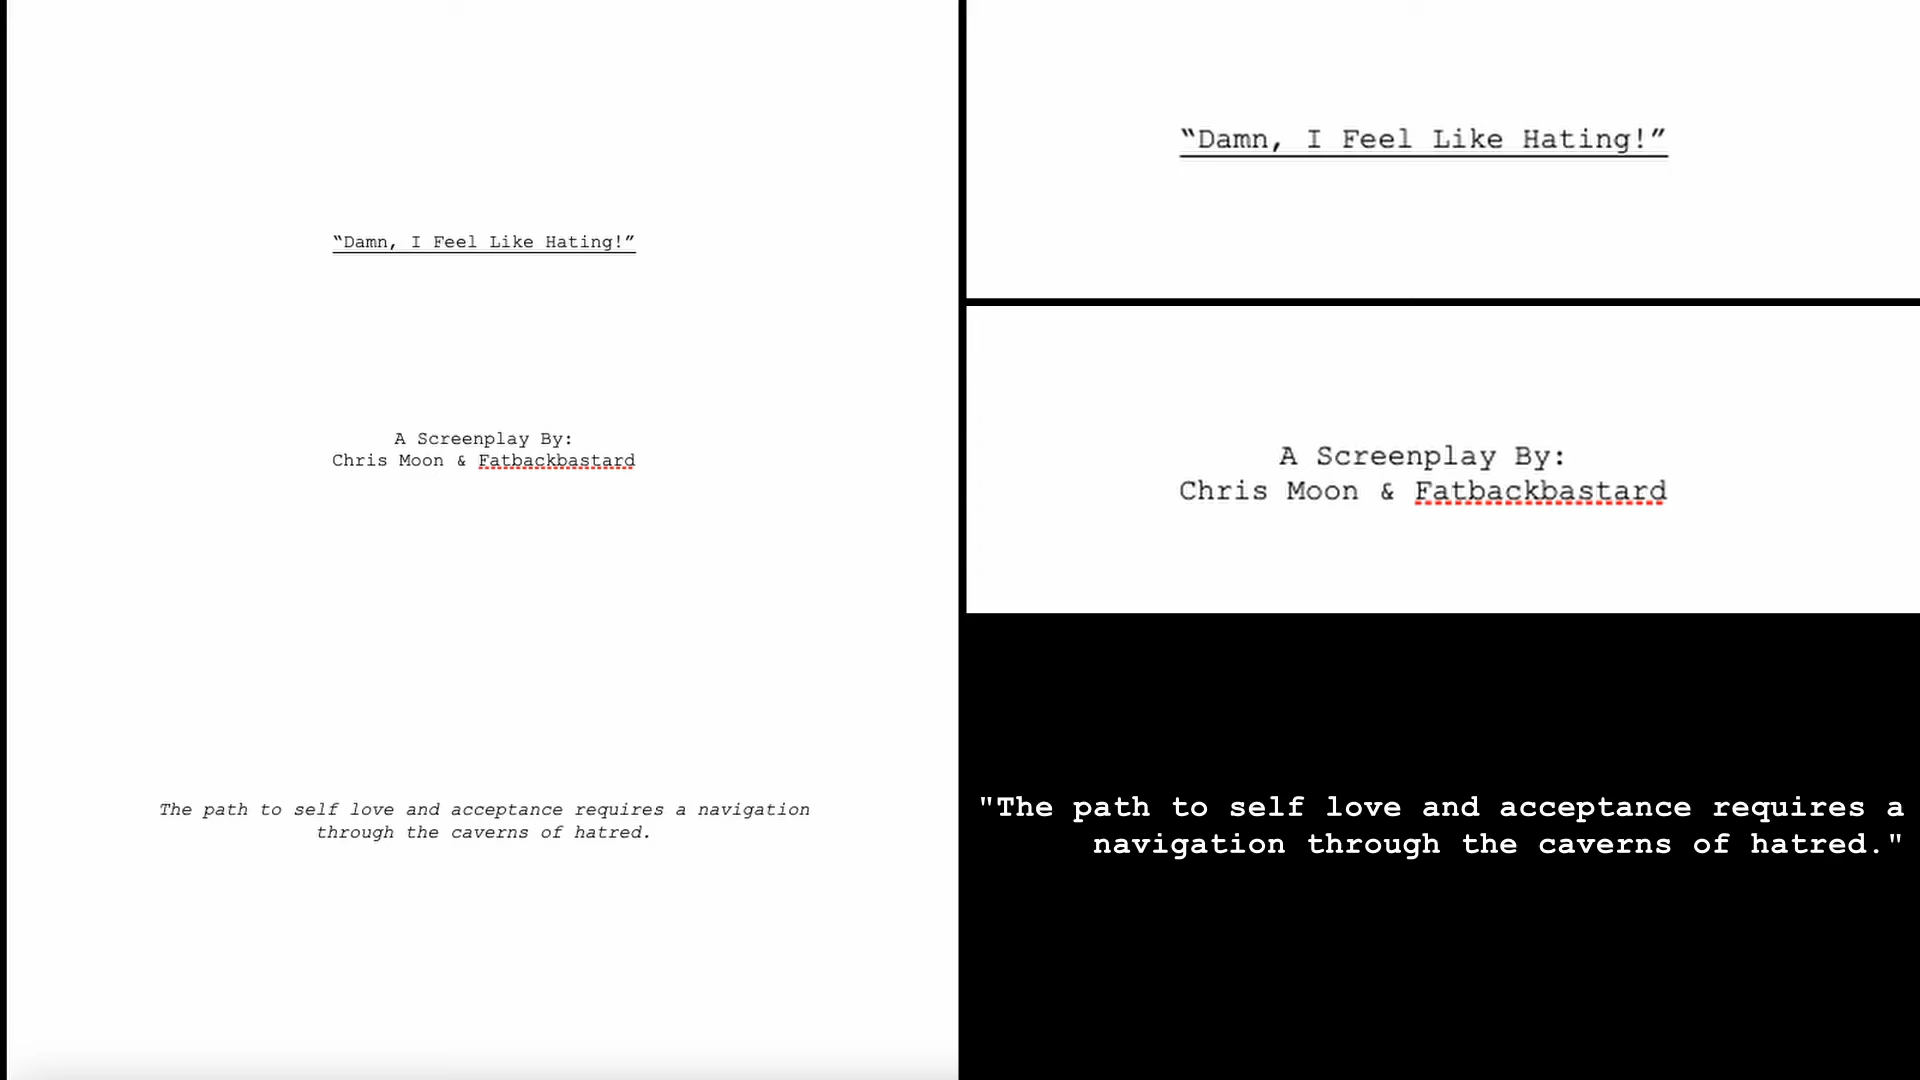 “Damn, I Feel Like Hating!”
A Screenplay By:
Chris Moon & Fatbackbastard
The path to self love and acceptance requires a navigation
through the caverns of hatred.
“Damn, I Feel Like Hating!”
A Screenplay By:
Chris Moon & Fatbackbastard
"The path to self love and acceptance requires a
navigation through the caverns of hatred."